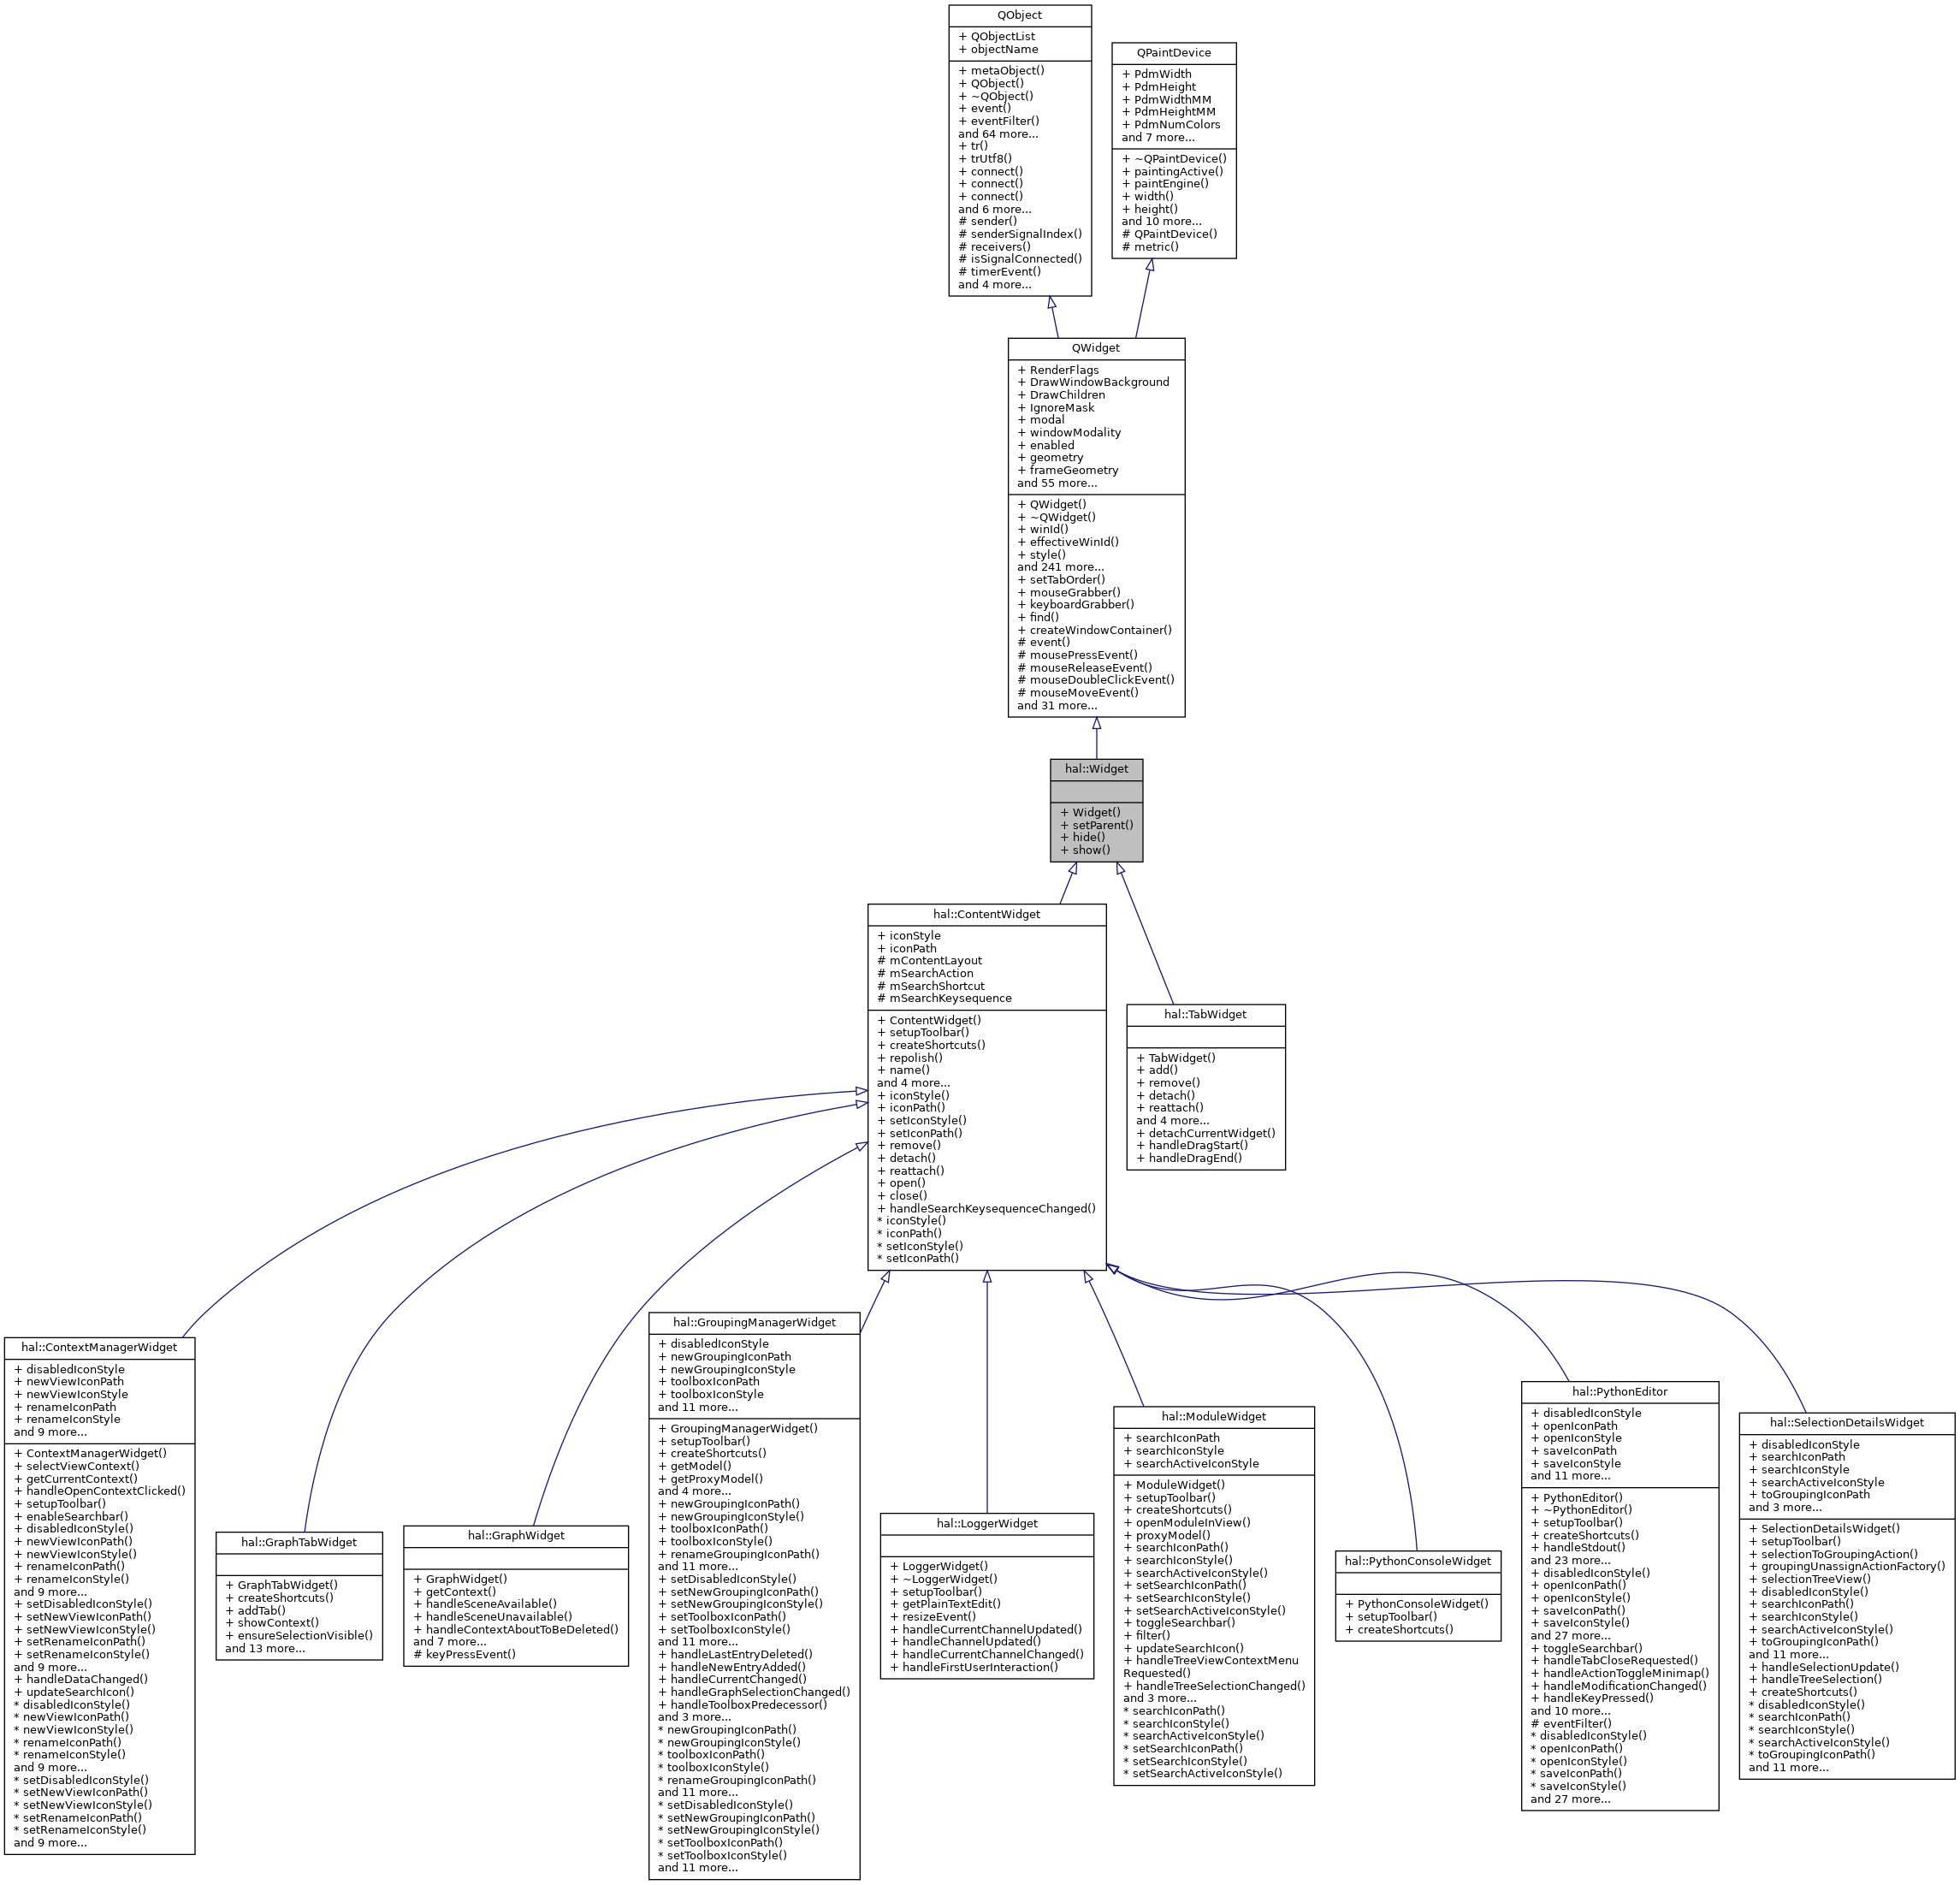 QObject
+ QObjectList
+ objectName
+ metaObject()
+ QObject()
+ ~QObject()
+ event()
+ eventFilter()
and 64 more...
+ tr()
+ trUtf8()
+ connect()
+ connect()
+ connect()
and 6 more...
# sender()
# senderSignalIndex()
# receivers()
# isSignalConnected()
# timerEvent()
and 4 more...
QPaintDevice
+ PdmWidth
+ PdmHeight
+ PdmWidthMM
+ PdmHeightMM
+ PdmNumColors
and 7 more...
+ ~QPaintDevice()
+ paintingActive()
+ paintEngine()
+ width()
+ height()
and 10 more...
# QPaintDevice()
# metric()
QWidget
+ RenderFlags
+ DrawWindowBackground
+ DrawChildren
+ IgnoreMask
+ modal
+ windowModality
+ enabled
+ geometry
+ frameGeometry
and 55 more...
+ QWidget()
+ ~QWidget()
+ winId()
+ effectiveWinId()
+ style()
and 241 more...
+ setTabOrder()
+ mouseGrabber()
+ keyboardGrabber()
+ find()
+ createWindowContainer()
# event()
# mousePressEvent()
# mouseReleaseEvent()
# mouseDoubleClickEvent()
# mouseMoveEvent()
and 31 more...
hal::Widget
+ Widget()
+ setParent()
+ hide()
+ show()
hal::ContentWidget
+ iconStyle
+ iconPath
# mContentLayout
# mSearchAction
# mSearchShortcut
# mSearchKeysequence
+ ContentWidget()
+ setupToolbar()
+ createShortcuts()
+ repolish()
+ name()
and 4 more...
+ iconStyle()
+ iconPath()
+ setIconStyle()
+ setIconPath()
+ remove()
+ detach()
+ reattach()
+ open()
+ close()
+ handleSearchKeysequenceChanged()
* iconStyle()
* iconPath()
* setIconStyle()
* setIconPath()
hal::TabWidget
+ TabWidget()
+ add()
+ remove()
+ detach()
+ reattach()
and 4 more...
+ detachCurrentWidget()
+ handleDragStart()
+ handleDragEnd()
hal::ContextManagerWidget
+ disabledIconStyle
+ newViewIconPath
+ newViewIconStyle
+ renameIconPath
+ renameIconStyle
and 9 more...
+ ContextManagerWidget()
+ selectViewContext()
+ getCurrentContext()
+ handleOpenContextClicked()
+ setupToolbar()
+ enableSearchbar()
+ disabledIconStyle()
+ newViewIconPath()
+ newViewIconStyle()
+ renameIconPath()
+ renameIconStyle()
and 9 more...
+ setDisabledIconStyle()
+ setNewViewIconPath()
+ setNewViewIconStyle()
+ setRenameIconPath()
+ setRenameIconStyle()
and 9 more...
+ handleDataChanged()
+ updateSearchIcon()
* disabledIconStyle()
* newViewIconPath()
* newViewIconStyle()
* renameIconPath()
* renameIconStyle()
and 9 more...
* setDisabledIconStyle()
* setNewViewIconPath()
* setNewViewIconStyle()
* setRenameIconPath()
* setRenameIconStyle()
and 9 more...
hal::GraphTabWidget
+ GraphTabWidget()
+ createShortcuts()
+ addTab()
+ showContext()
+ ensureSelectionVisible()
and 13 more...
hal::GraphWidget
+ GraphWidget()
+ getContext()
+ handleSceneAvailable()
+ handleSceneUnavailable()
+ handleContextAboutToBeDeleted()
and 7 more...
# keyPressEvent()
hal::GroupingManagerWidget
+ disabledIconStyle
+ newGroupingIconPath
+ newGroupingIconStyle
+ toolboxIconPath
+ toolboxIconStyle
and 11 more...
+ GroupingManagerWidget()
+ setupToolbar()
+ createShortcuts()
+ getModel()
+ getProxyModel()
and 4 more...
+ newGroupingIconPath()
+ newGroupingIconStyle()
+ toolboxIconPath()
+ toolboxIconStyle()
+ renameGroupingIconPath()
and 11 more...
+ setDisabledIconStyle()
+ setNewGroupingIconPath()
+ setNewGroupingIconStyle()
+ setToolboxIconPath()
+ setToolboxIconStyle()
and 11 more...
+ handleLastEntryDeleted()
+ handleNewEntryAdded()
+ handleCurrentChanged()
+ handleGraphSelectionChanged()
+ handleToolboxPredecessor()
and 3 more...
* newGroupingIconPath()
* newGroupingIconStyle()
* toolboxIconPath()
* toolboxIconStyle()
* renameGroupingIconPath()
and 11 more...
* setDisabledIconStyle()
* setNewGroupingIconPath()
* setNewGroupingIconStyle()
* setToolboxIconPath()
* setToolboxIconStyle()
and 11 more...
hal::LoggerWidget
+ LoggerWidget()
+ ~LoggerWidget()
+ setupToolbar()
+ getPlainTextEdit()
+ resizeEvent()
+ handleCurrentChannelUpdated()
+ handleChannelUpdated()
+ handleCurrentChannelChanged()
+ handleFirstUserInteraction()
hal::ModuleWidget
+ searchIconPath
+ searchIconStyle
+ searchActiveIconStyle
+ ModuleWidget()
+ setupToolbar()
+ createShortcuts()
+ openModuleInView()
+ proxyModel()
+ searchIconPath()
+ searchIconStyle()
+ searchActiveIconStyle()
+ setSearchIconPath()
+ setSearchIconStyle()
+ setSearchActiveIconStyle()
+ toggleSearchbar()
+ filter()
+ updateSearchIcon()
+ handleTreeViewContextMenu
Requested()
+ handleTreeSelectionChanged()
and 3 more...
* searchIconPath()
* searchIconStyle()
* searchActiveIconStyle()
* setSearchIconPath()
* setSearchIconStyle()
* setSearchActiveIconStyle()
hal::PythonConsoleWidget
+ PythonConsoleWidget()
+ setupToolbar()
+ createShortcuts()
hal::PythonEditor
+ disabledIconStyle
+ openIconPath
+ openIconStyle
+ saveIconPath
+ saveIconStyle
and 11 more...
+ PythonEditor()
+ ~PythonEditor()
+ setupToolbar()
+ createShortcuts()
+ handleStdout()
and 23 more...
+ disabledIconStyle()
+ openIconPath()
+ openIconStyle()
+ saveIconPath()
+ saveIconStyle()
and 27 more...
+ toggleSearchbar()
+ handleTabCloseRequested()
+ handleActionToggleMinimap()
+ handleModificationChanged()
+ handleKeyPressed()
and 10 more...
# eventFilter()
* disabledIconStyle()
* openIconPath()
* openIconStyle()
* saveIconPath()
* saveIconStyle()
and 27 more...
hal::SelectionDetailsWidget
+ disabledIconStyle
+ searchIconPath
+ searchIconStyle
+ searchActiveIconStyle
+ toGroupingIconPath
and 3 more...
+ SelectionDetailsWidget()
+ setupToolbar()
+ selectionToGroupingAction()
+ groupingUnassignActionFactory()
+ selectionTreeView()
+ disabledIconStyle()
+ searchIconPath()
+ searchIconStyle()
+ searchActiveIconStyle()
+ toGroupingIconPath()
and 11 more...
+ handleSelectionUpdate()
+ handleTreeSelection()
+ createShortcuts()
* disabledIconStyle()
* searchIconPath()
* searchIconStyle()
* searchActiveIconStyle()
* toGroupingIconPath()
and 11 more...